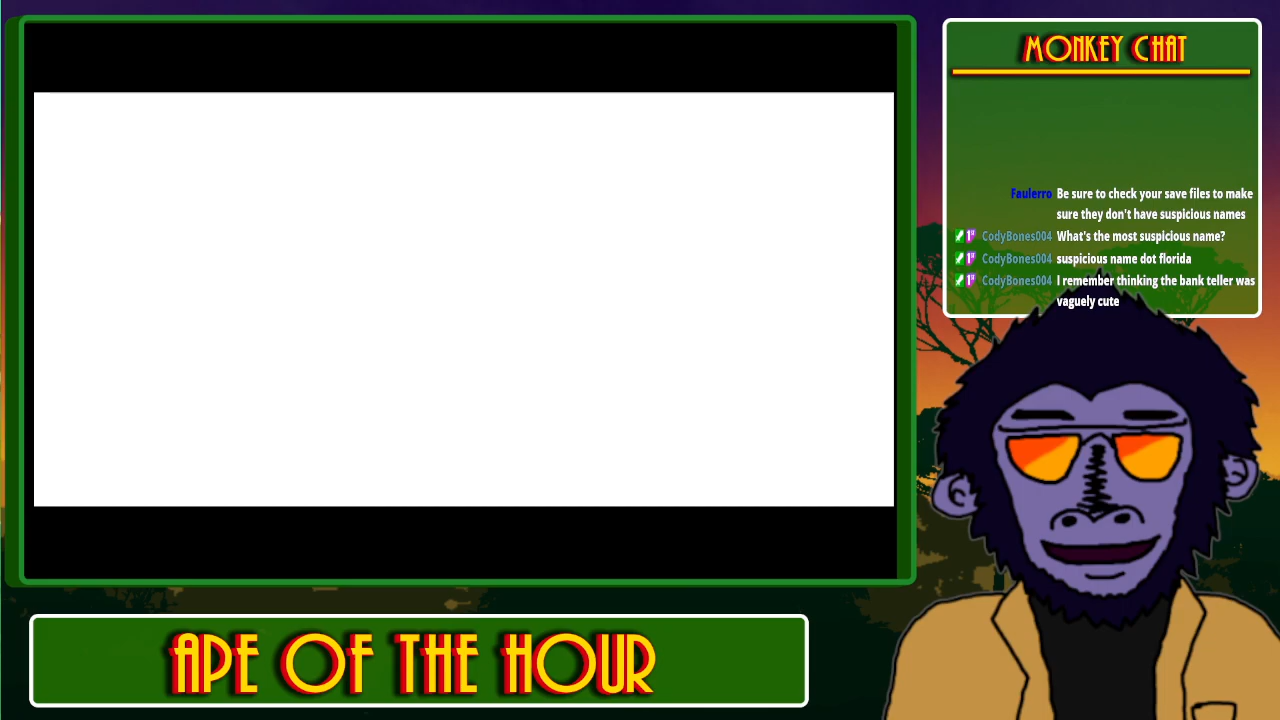 MONKEY CHAT
Faulerro Be sure to check your save files to make
sure they don't have suspicious names
CodyBones004 What's the most suspicious name?
CodyBones004 suspicious name dot florida
CodyBones004 I remember thinking the bank teller was
vaguely cute
APE OF THE HOUR